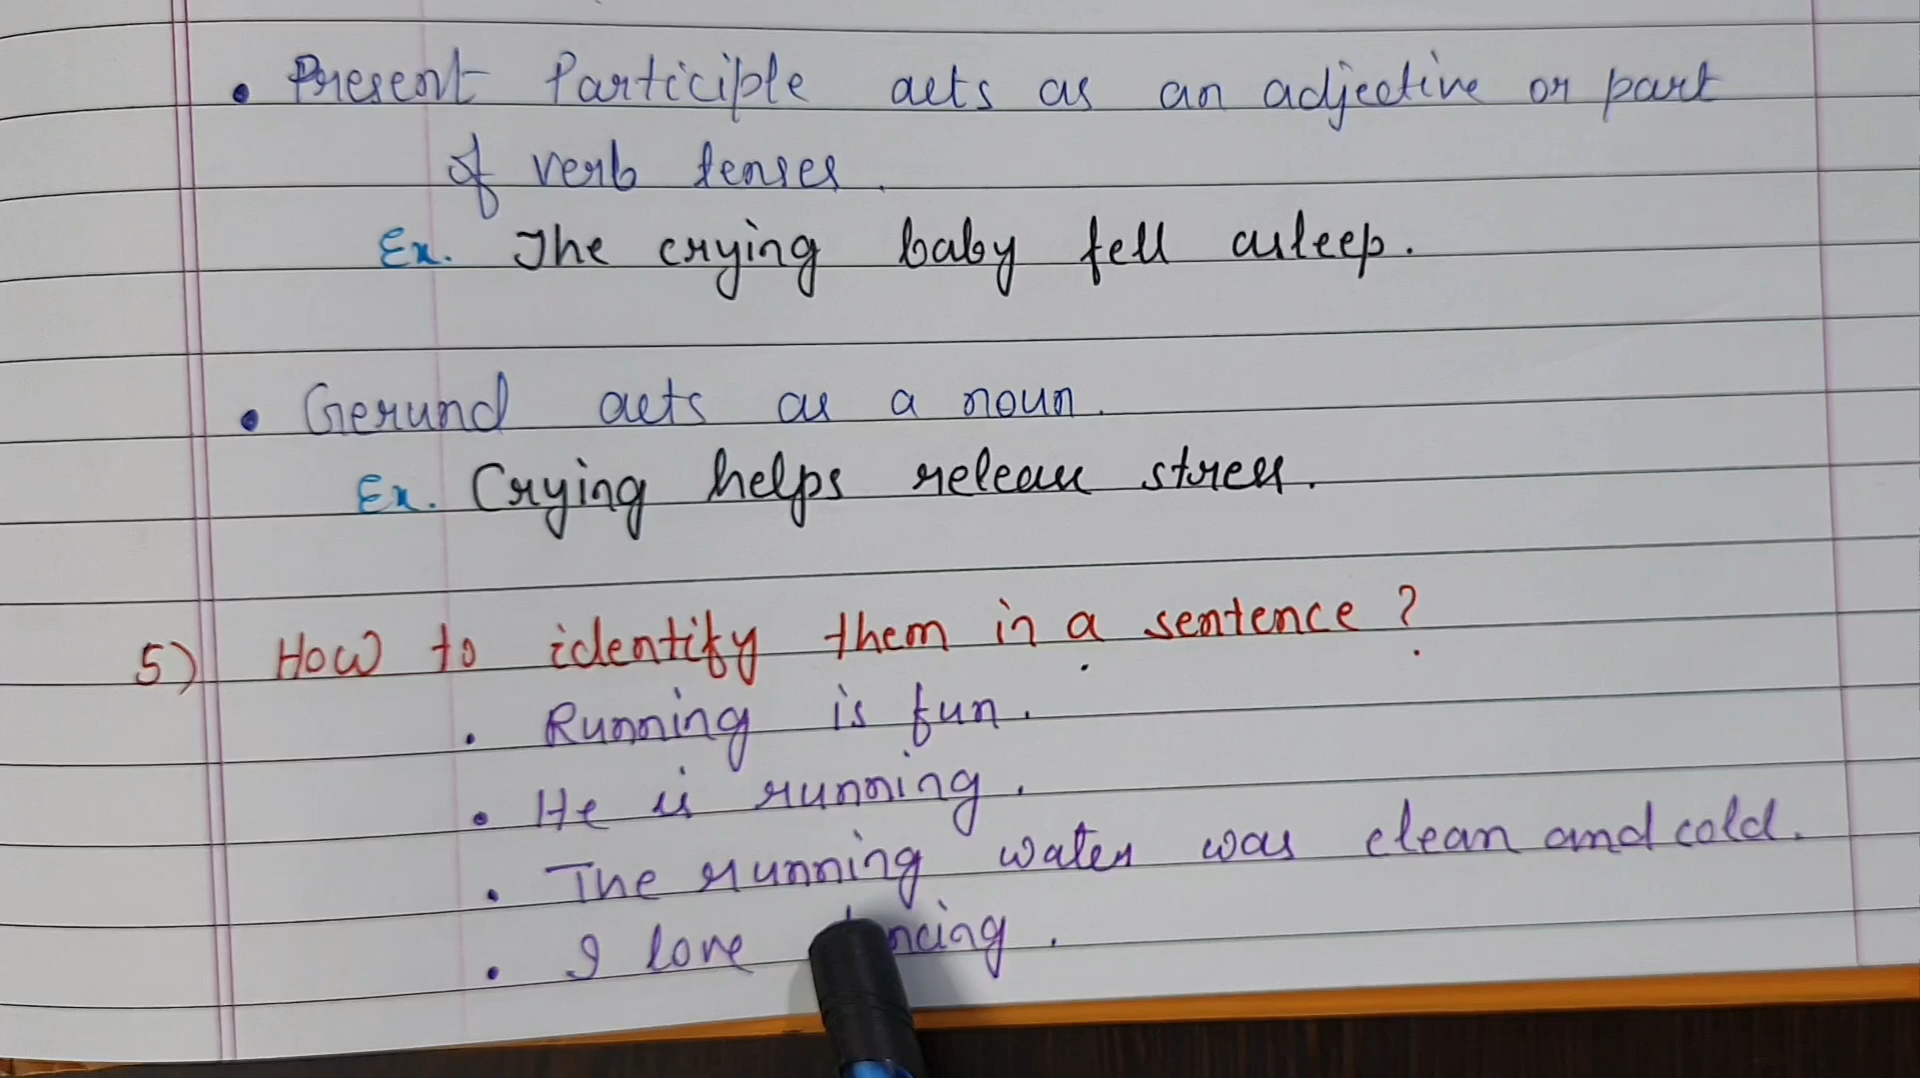 • Present Participle acts as an adjective or part
of verb tenses.
Ex. The crying baby fell asleep.
• Gerund acts as a noun.
Ex. Crying helps release stress.
5) How to identify them in a sentence?
• Running is fun.
• He is running.
• The running water was clean and cold.
• I love ncing.